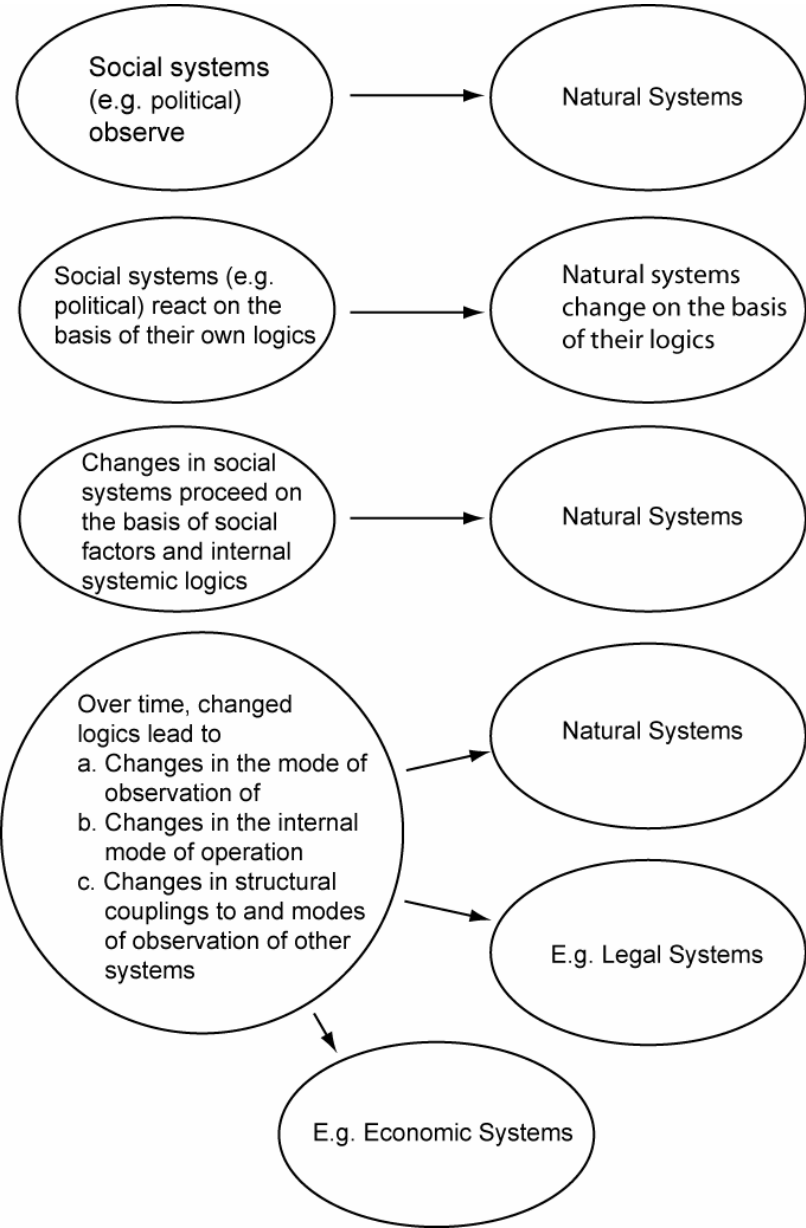 Social systems
(e.g. political)
observe
Natural Systems
Social systems (e.g.
political) react on the
basis of their own logics
Natural systems
change on the basis
of their logics
Changes in social
systems proceed on
the basis of social
factors and internal
systemic logics
Natural Systems
Over time, changed
logics lead to
a. Changes in the mode of
observation of
b. Changes in the internal
mode of operation
c. Changes in structural
couplings to and modes
of observation of other
systems
Natural Systems
E.g. Legal Systems
E.g. Economic Systems